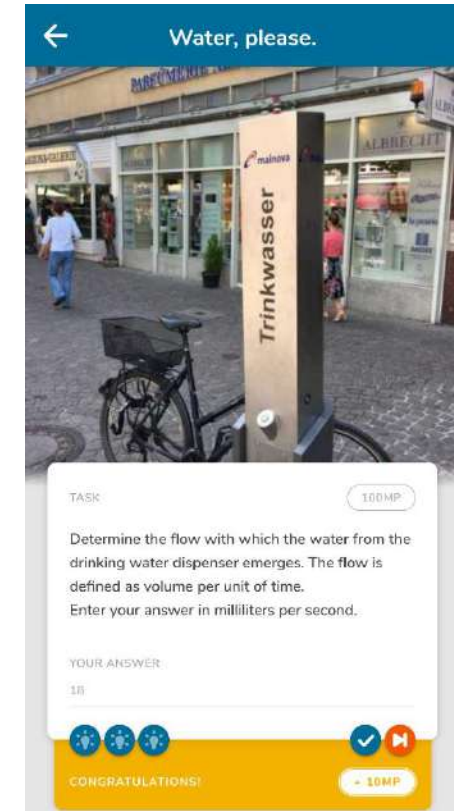 Water, please.
PARFÜMERIE
ALBRECHT
mainova
Trinkwasser
TASK
100MP
Determine the flow with which the water from the
drinking water dispenser emerges. The flow is
defined as volume per unit of time.
Enter your answer in milliliters per second.
YOUR ANSWER
18
CONGRATULATIONS!
- 10MP